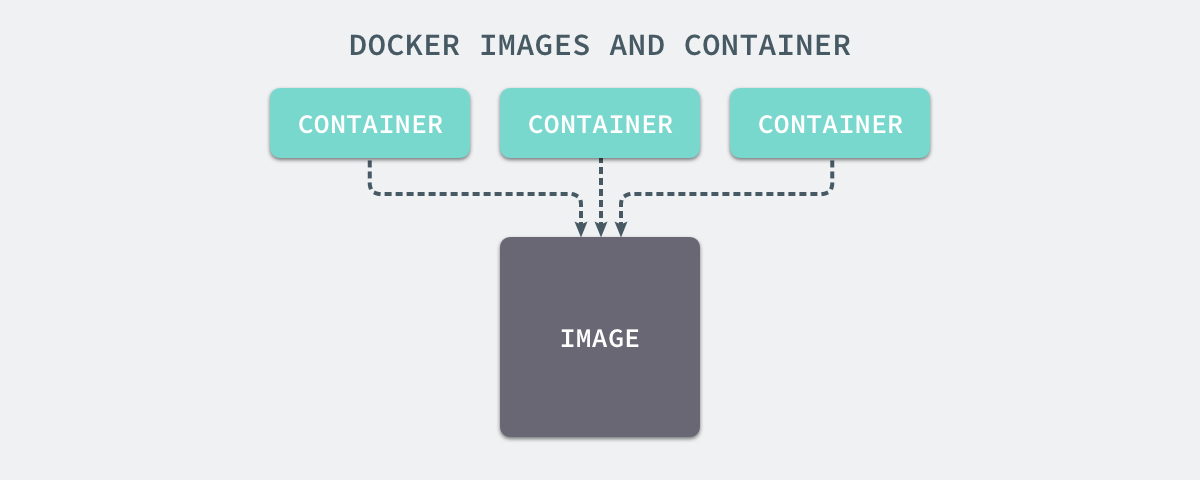 DOCKER IMAGES AND CONTAINER
CONTAINER
CONTAINER
CONTAINER
IMAGE